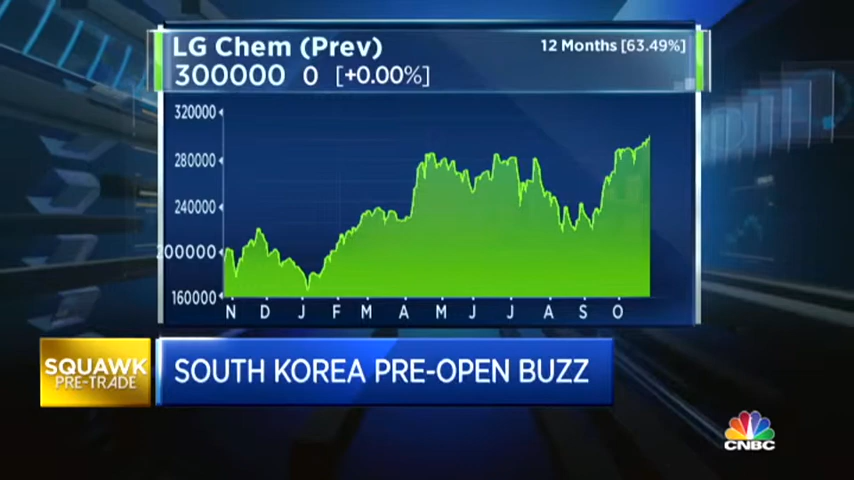 LG Chem (Prev)
12 Months [63.49%]
300000 0 [+0.00%]
320000
280000
240000
200000
160000
N D J F M A M J J A S O
SQUAWK
PRE-TRADE
SOUTH KOREA PRE-OPEN BUZZ
CNBC